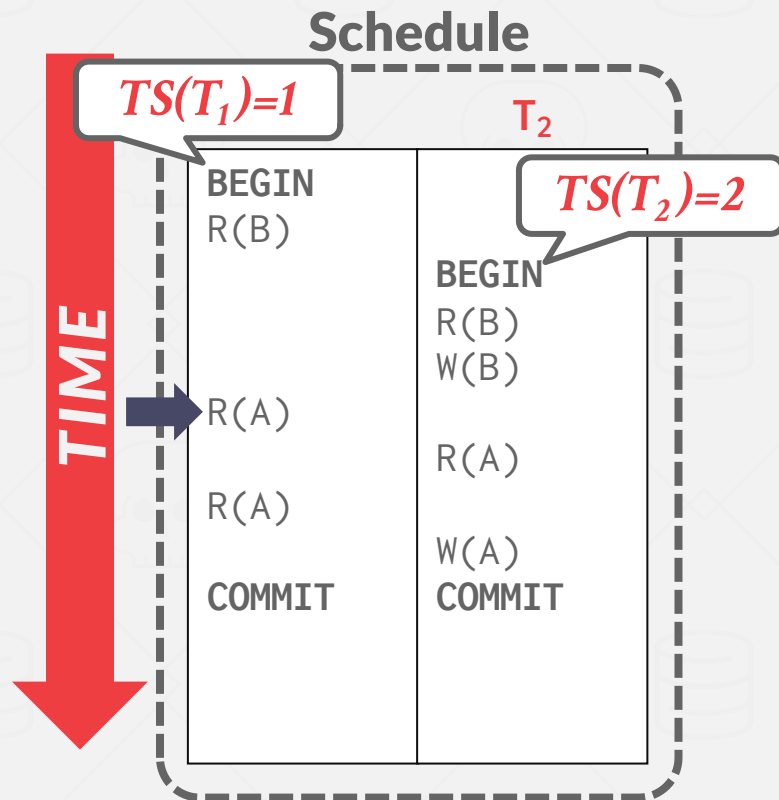 Schedule
TS(T₁)=1
T₂
BEGIN
TS(T₂)=2
R(B)
BEGIN
R(B)
W(B)
TIME
R(A)
R(A)
R(A)
W(A)
COMMIT COMMIT